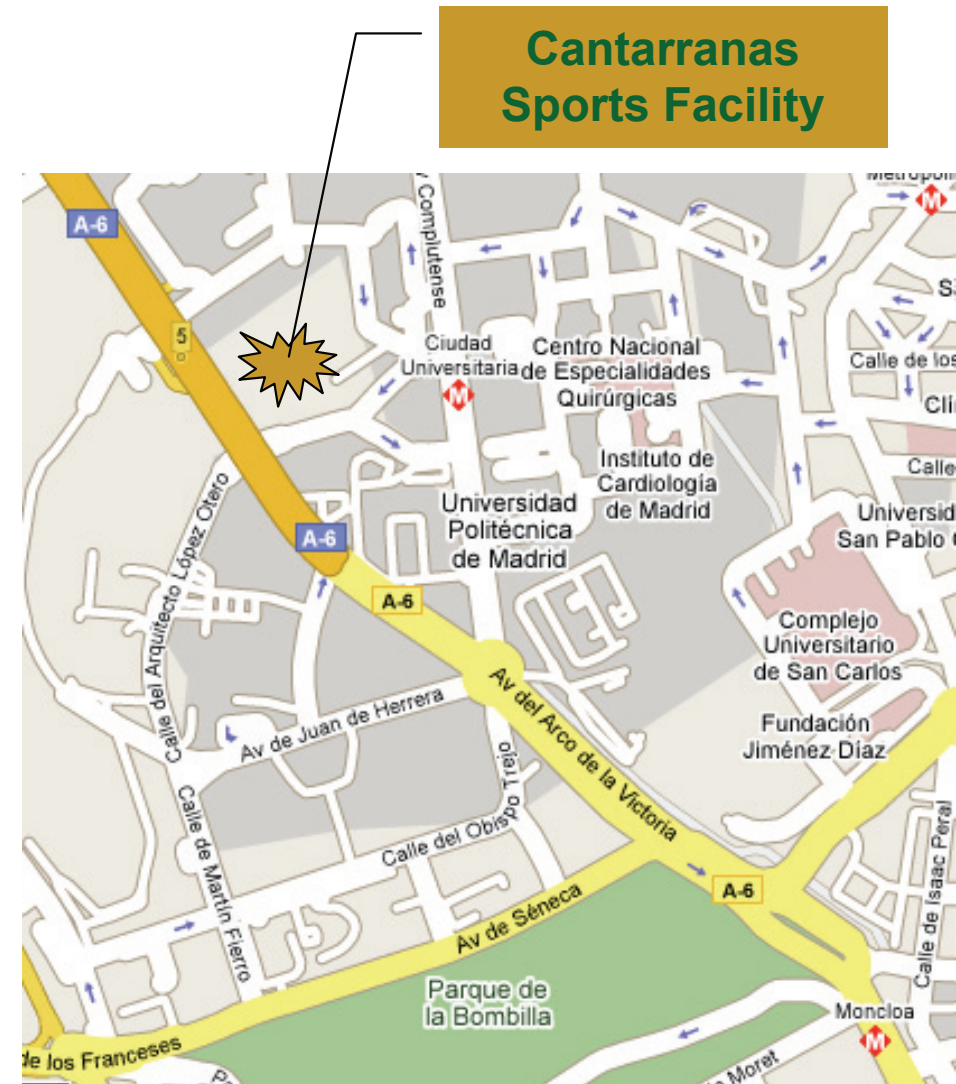 Cantarranas
Sports Facility
Metropoli
M
A-6
Complutense
5
Ciudad
Universitaria
M
Centro Nacional
de Especialidades
Quirúrgicas
Calle de los
Instituto de
Cardiología
de Madrid
Calle
Universidad
Politécnica
de Madrid
San Pablo
A-6
A-6
Calle del Arquitecto López Otero
Complejo
Universitario
de San Carlos
Av de Juan de Herrera
Av del Arco de la Victoria
Fundación
Jiménez Díaz
Calle del Obispo Trejo
Calle de Martín Fierro
Calle de Isaac Peral
A-6
Av de Séneca
Parque de
la Bombilla
Moncloa
M
de los Franceses
Moret